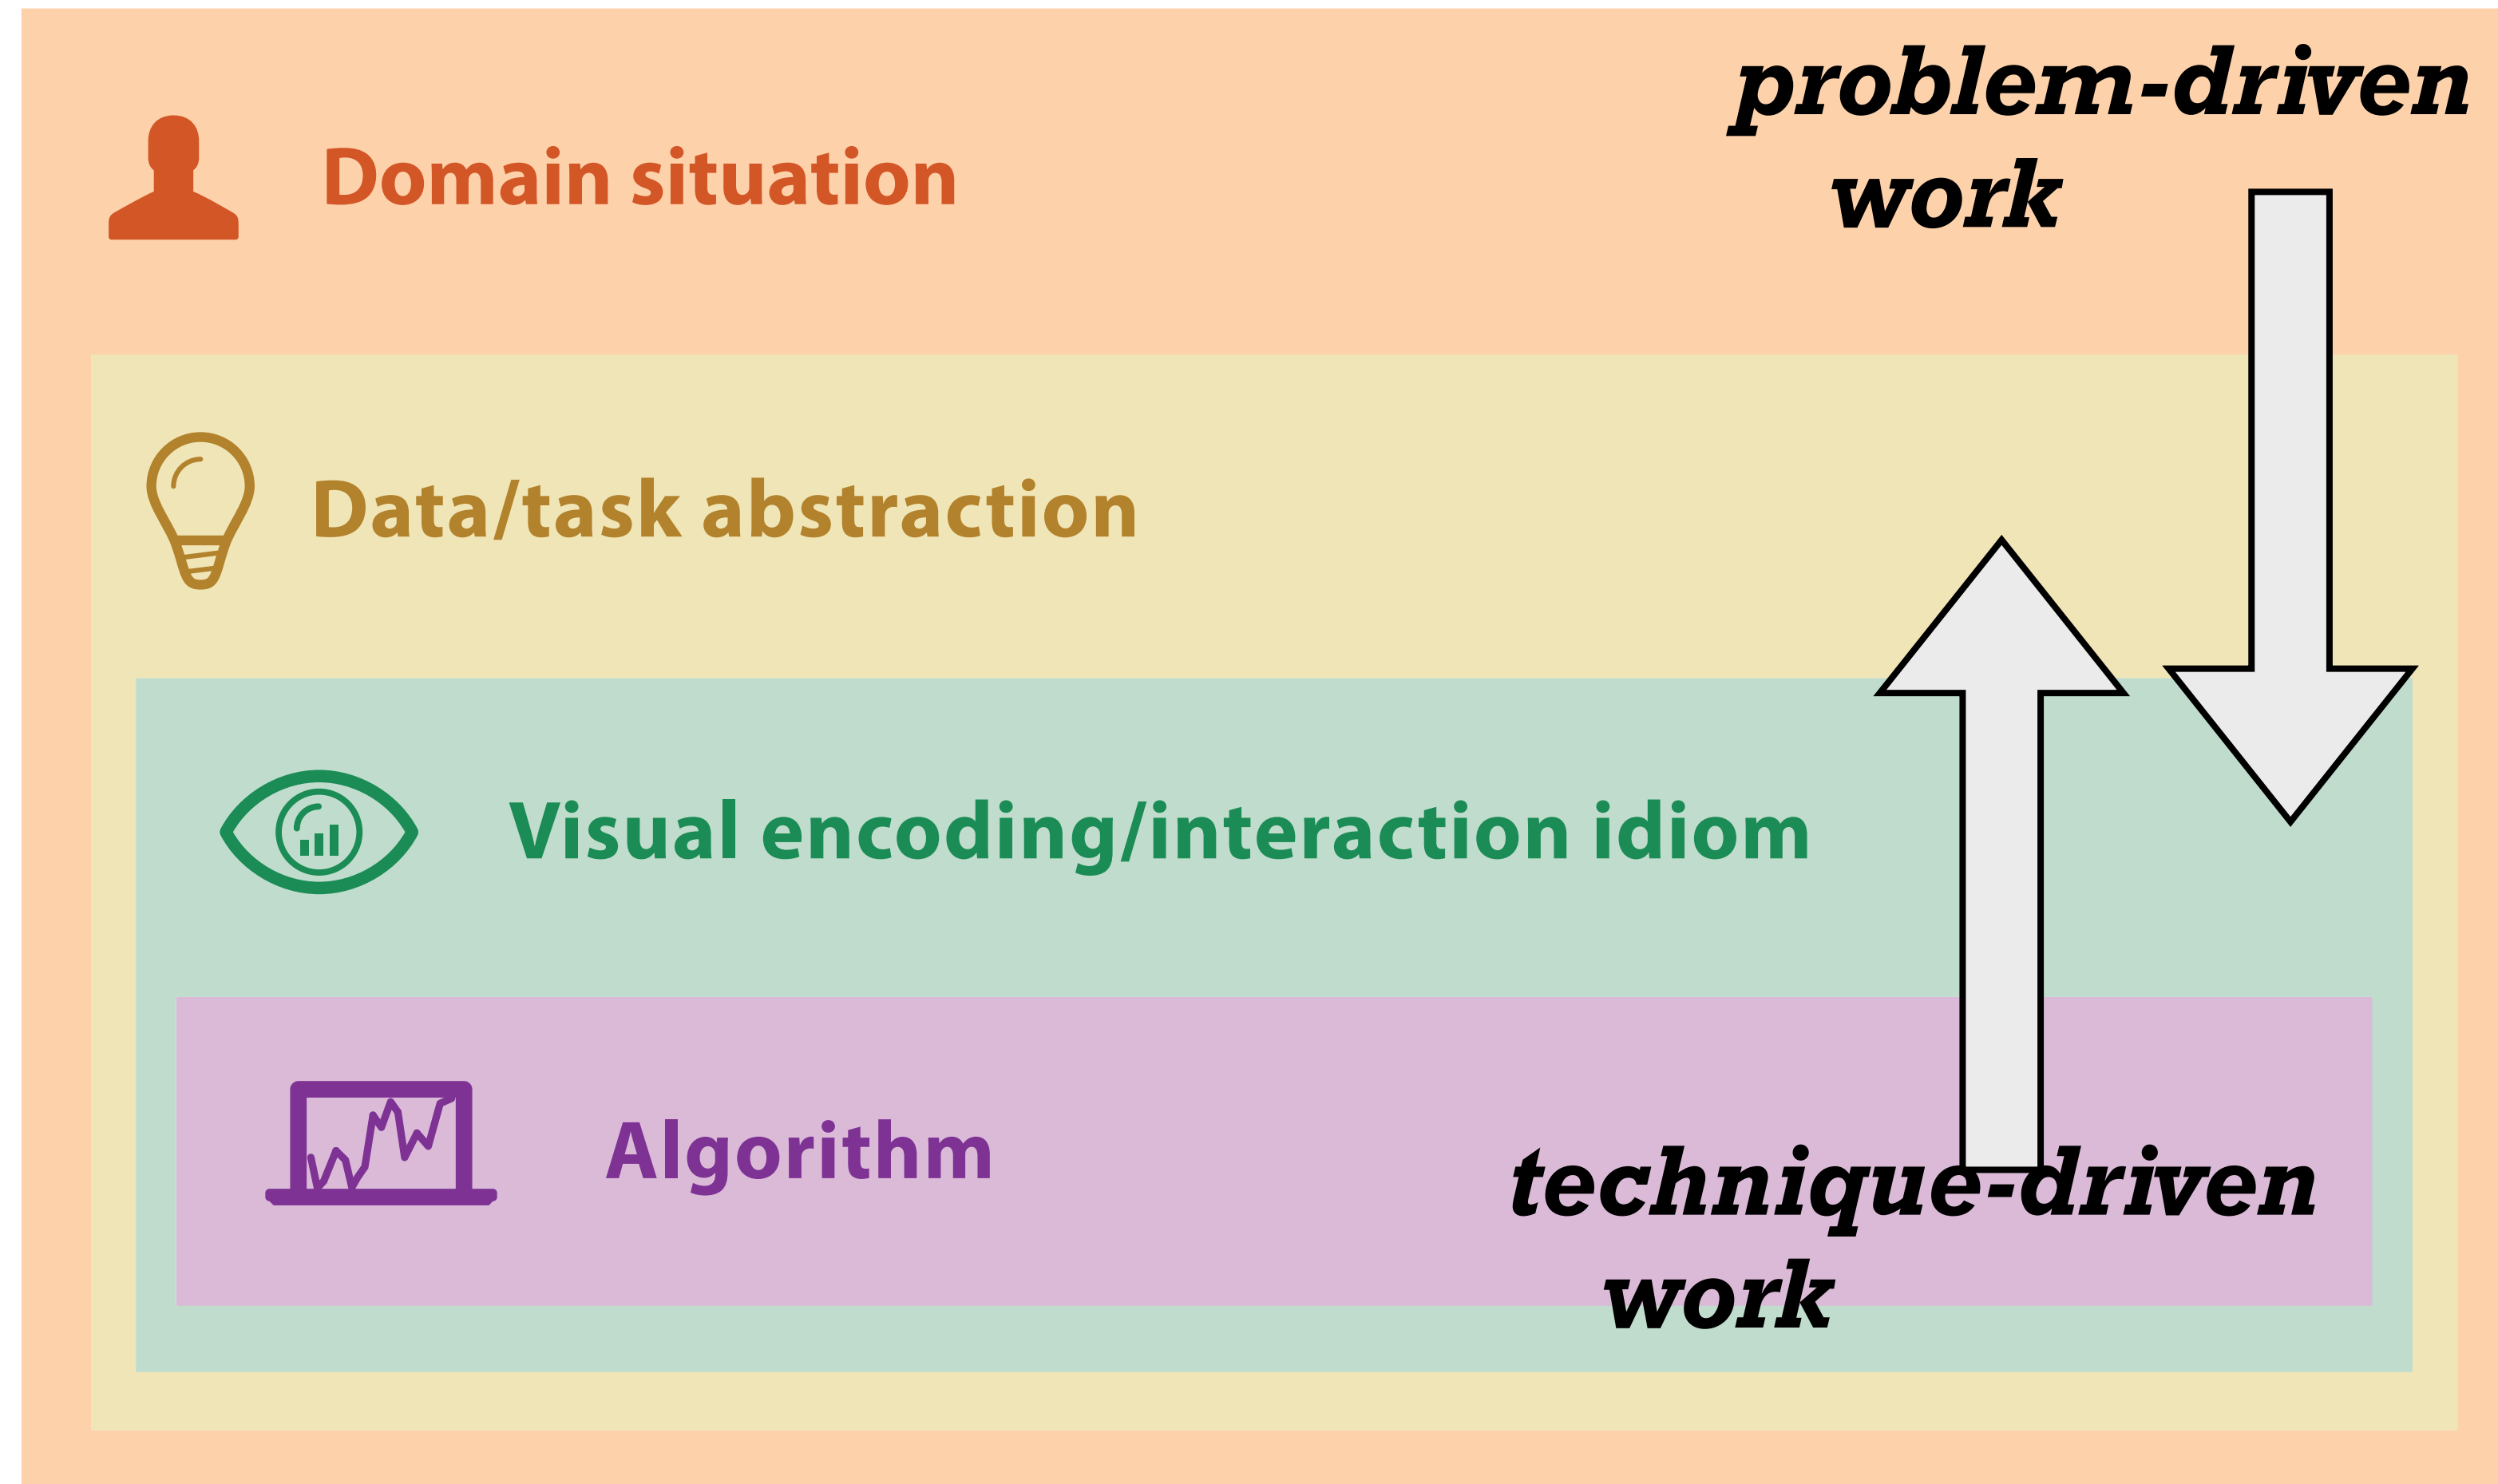 problem-driven
work
Domain situation
Data/task abstraction
Visual encoding/interaction idiom
Algorithm
technique-driven
work